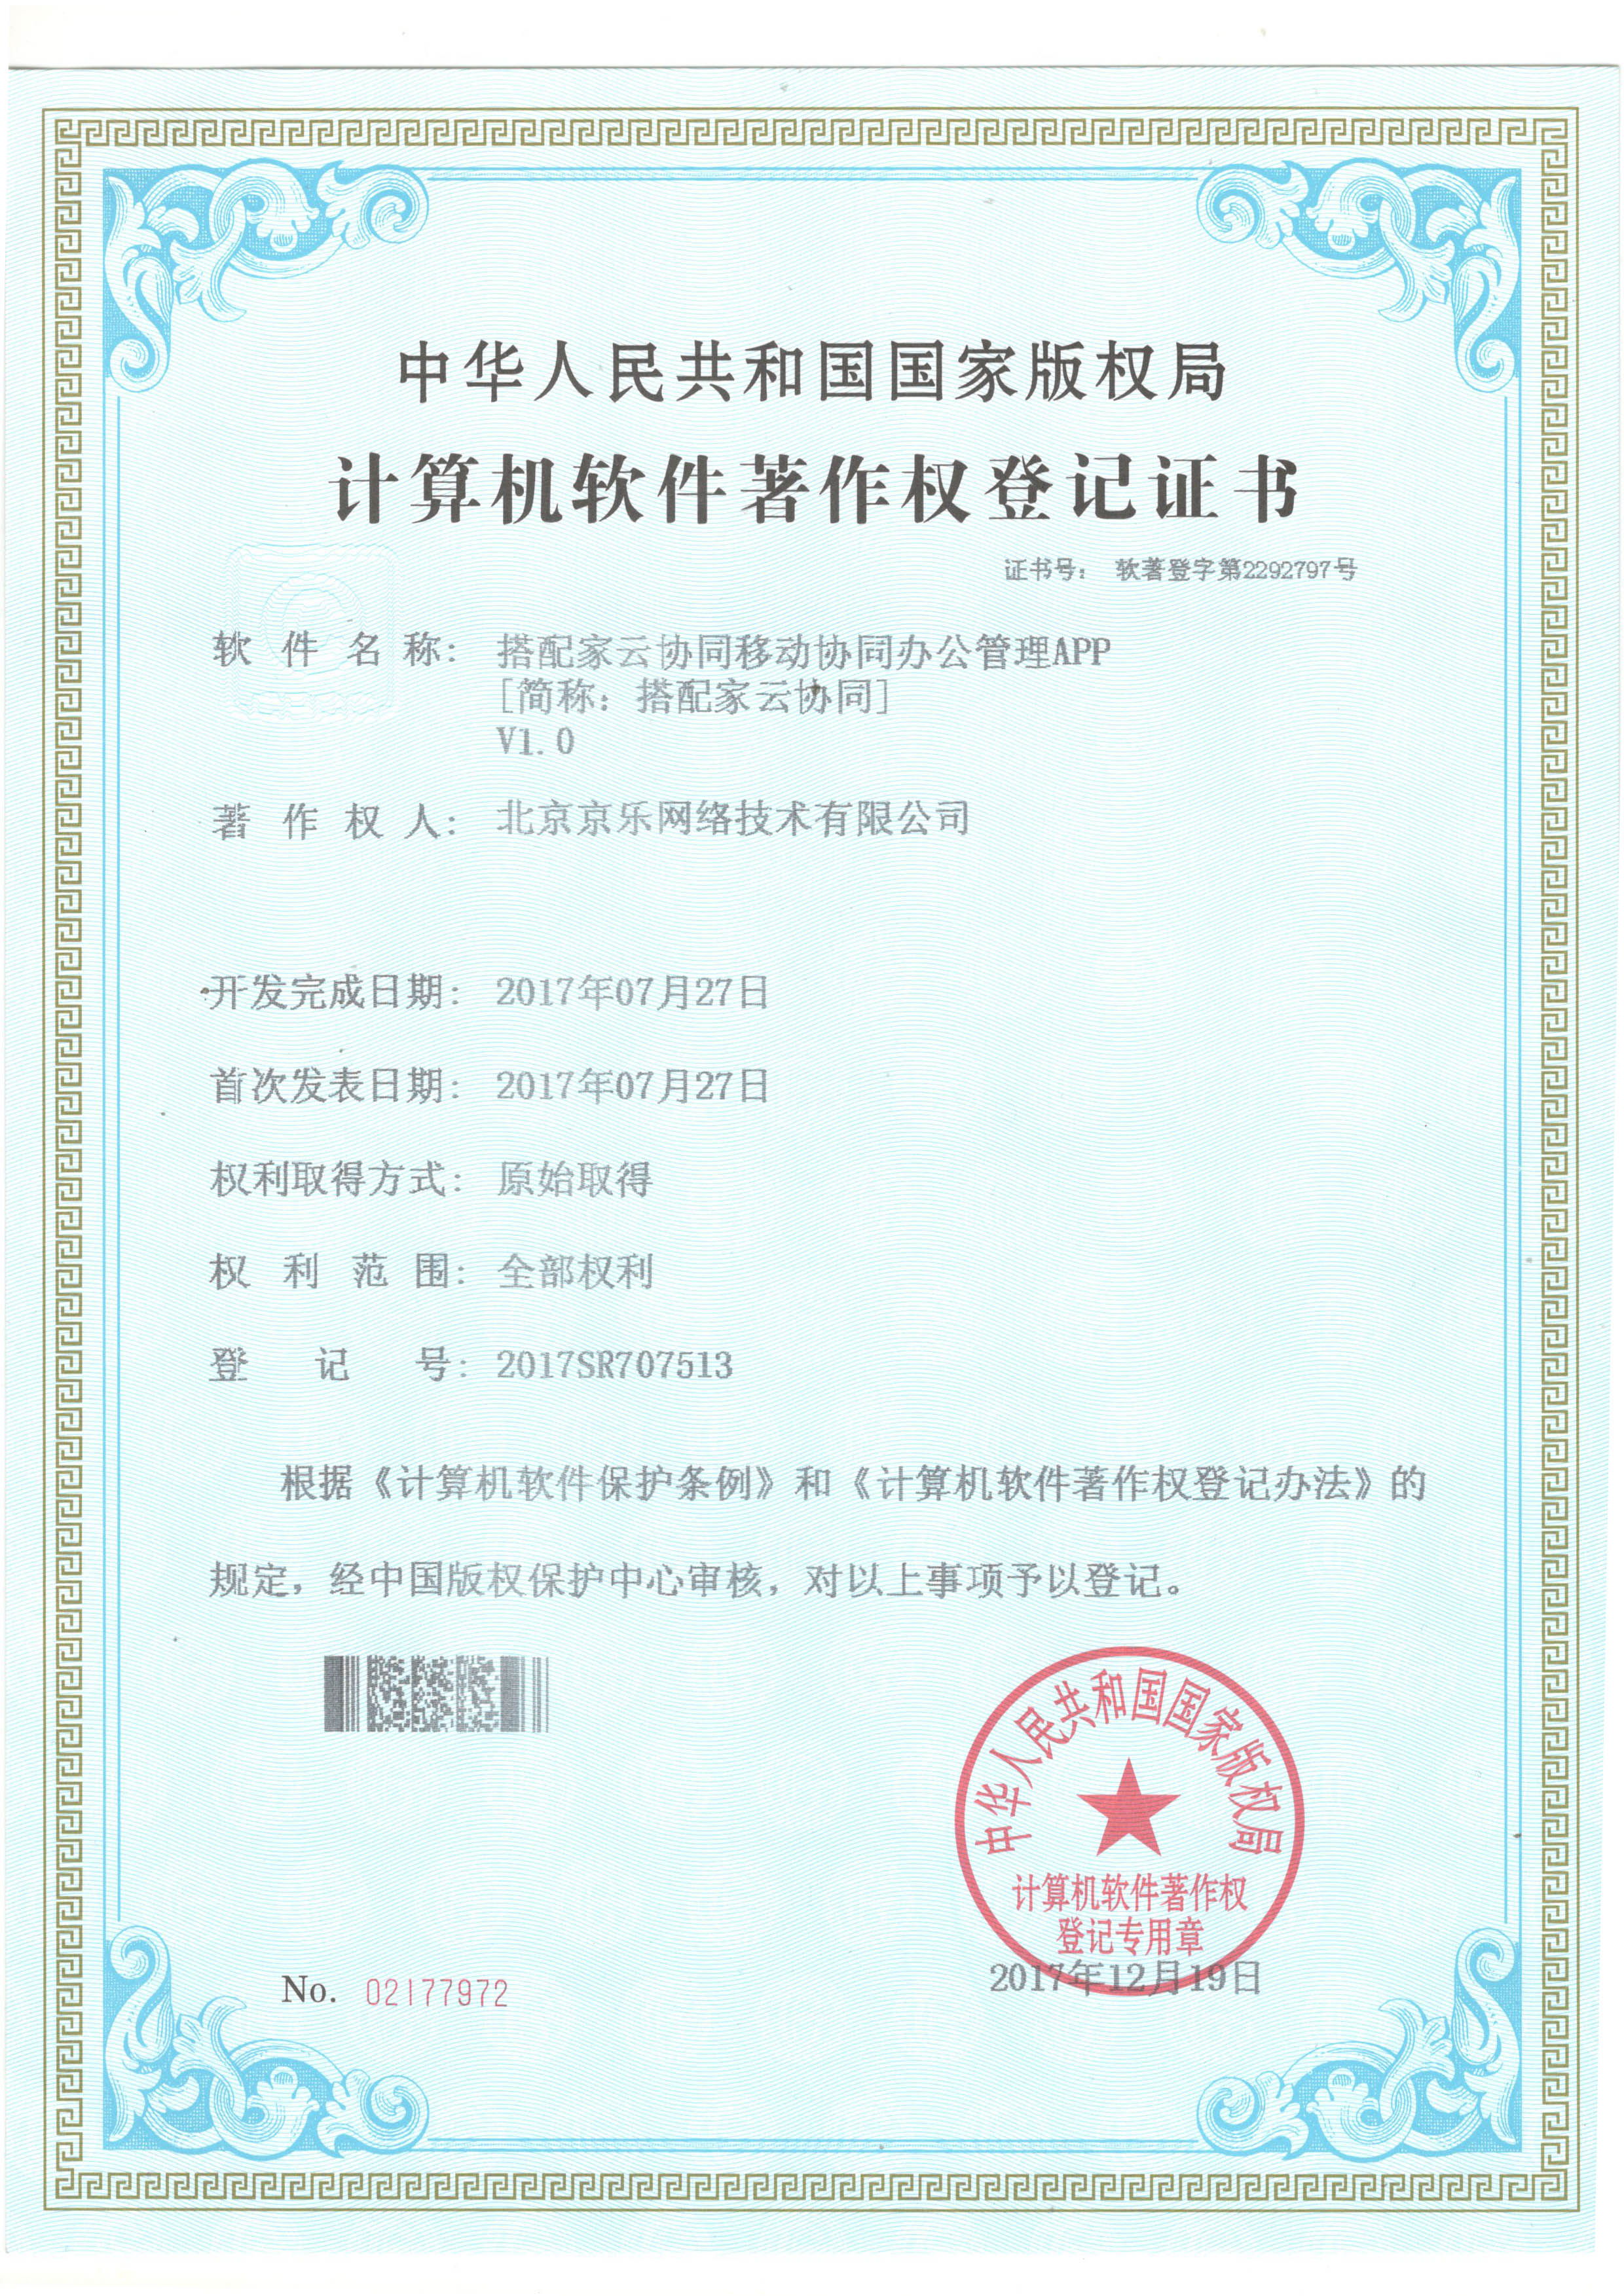 中华人民共和国国家版权局
计算机软件著作权登记证书
证书号： 软著登字第2292797号
软件名称： 搭配家云协同移动协同办公管理APP
[简称：搭配家云协同]
V1.0
著作权人： 北京京乐网络技术有限公司
开发完成日期： 2017年07月27日
首次发表日期： 2017年07月27日
权利取得方式： 原始取得
权利范围： 全部权利
登记号： 2017SR707513
根据《计算机软件保护条例》和《计算机软件著作权登记办法》的
规定，经中国版权保护中心审核，对以上事项予以登记。
中华人民共和国国家版权局
计算机软件著作权
登记专用章
2017年12月19日
No. 02177972